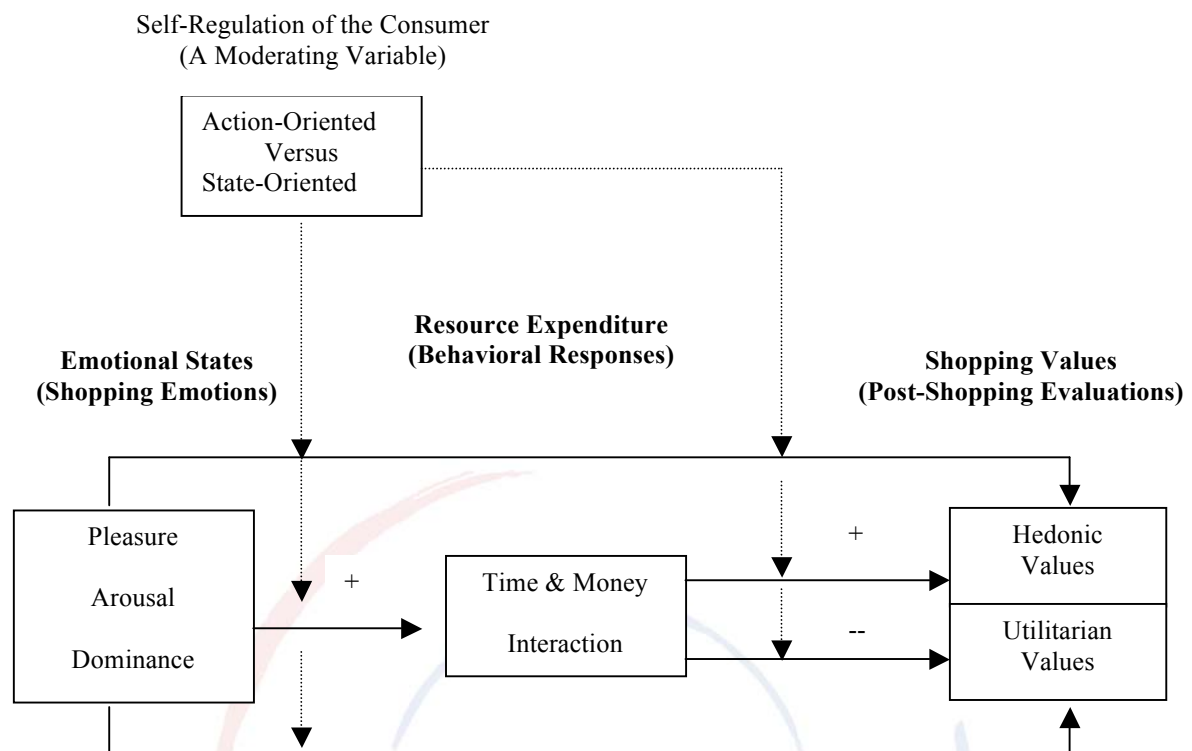 Self-Regulation of the Consumer
(A Moderating Variable)
Action-Oriented
Versus
State-Oriented
Resource Expenditure
(Behavioral Responses)
Emotional States
(Shopping Emotions)
Shopping Values
(Post-Shopping Evaluations)
Pleasure
Arousal
Dominance
+
Time & Money
Interaction
+
--
Hedonic
Values
Utilitarian
Values